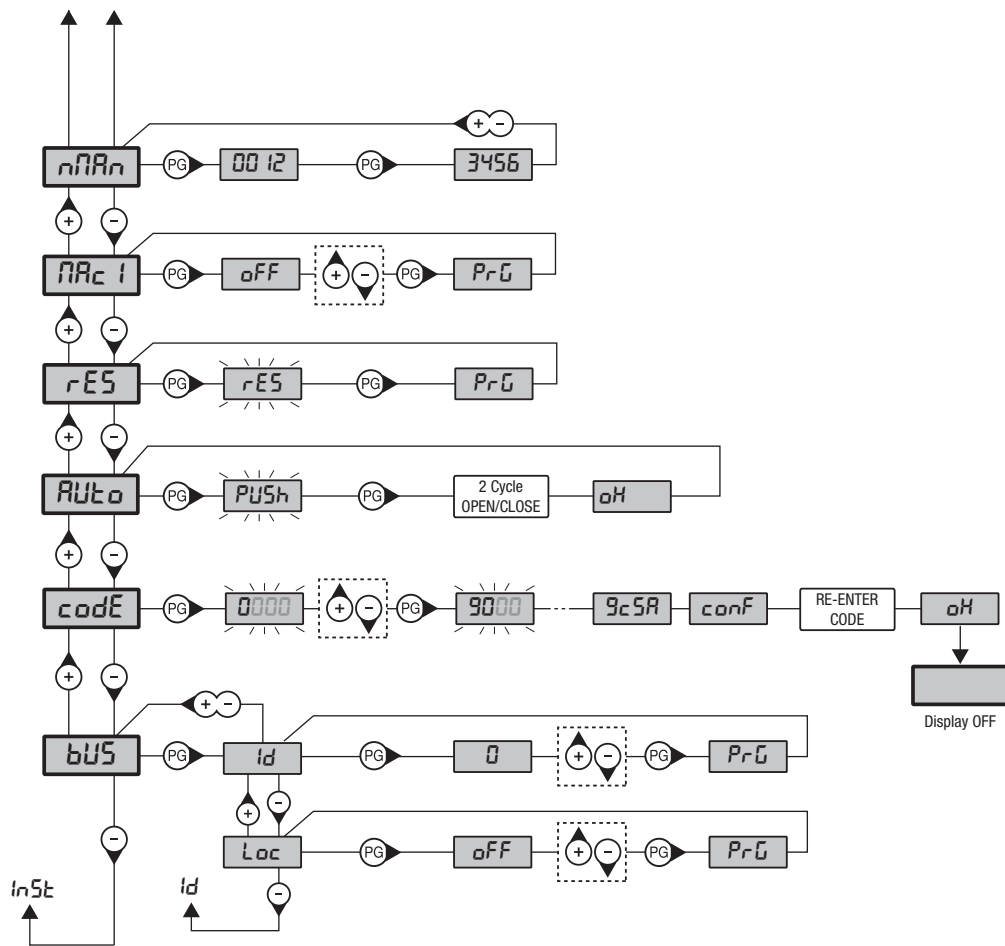 + -
nMAn PG 0012 PG 3456
+ -
MAc 1 PG oFF + - PG PrG
+ -
rES PG rES PG PrG
+ -
AUto PG PUSh PG 2 Cycle
OPEN/CLOSE oK
+ -
codE PG 0000 + - PG 9000 9c5A conF RE-ENTER
CODE oK
+ -
Display OFF
+ -
bUS PG Id PG 0 + - PG PrG
+ -
-
Loc PG oFF + - PG PrG
InSt
Id
-